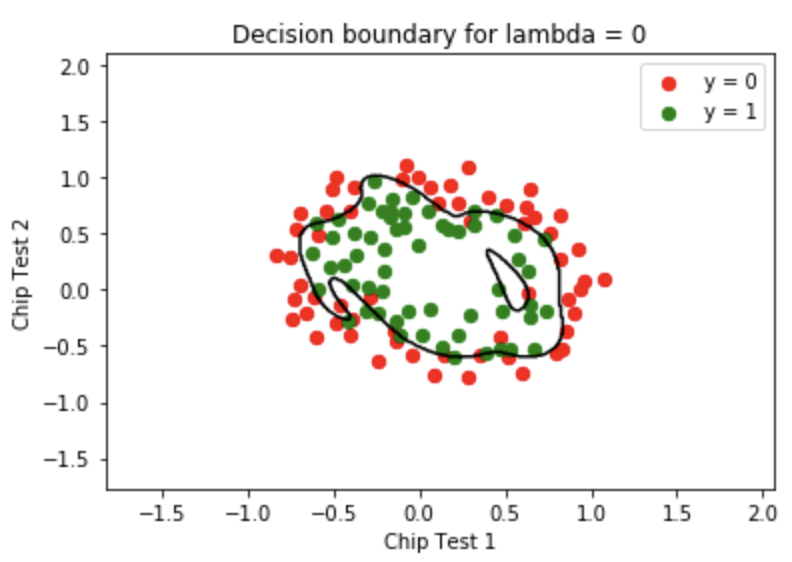 Decision boundary for lambda = 0
y = 0
y = 1
2.0
1.5
1.0
0.5
0.0
−0.5
−1.0
−1.5
Chip Test 2
−1.5 −1.0 −0.5 0.0 0.5 1.0 1.5 2.0
Chip Test 1